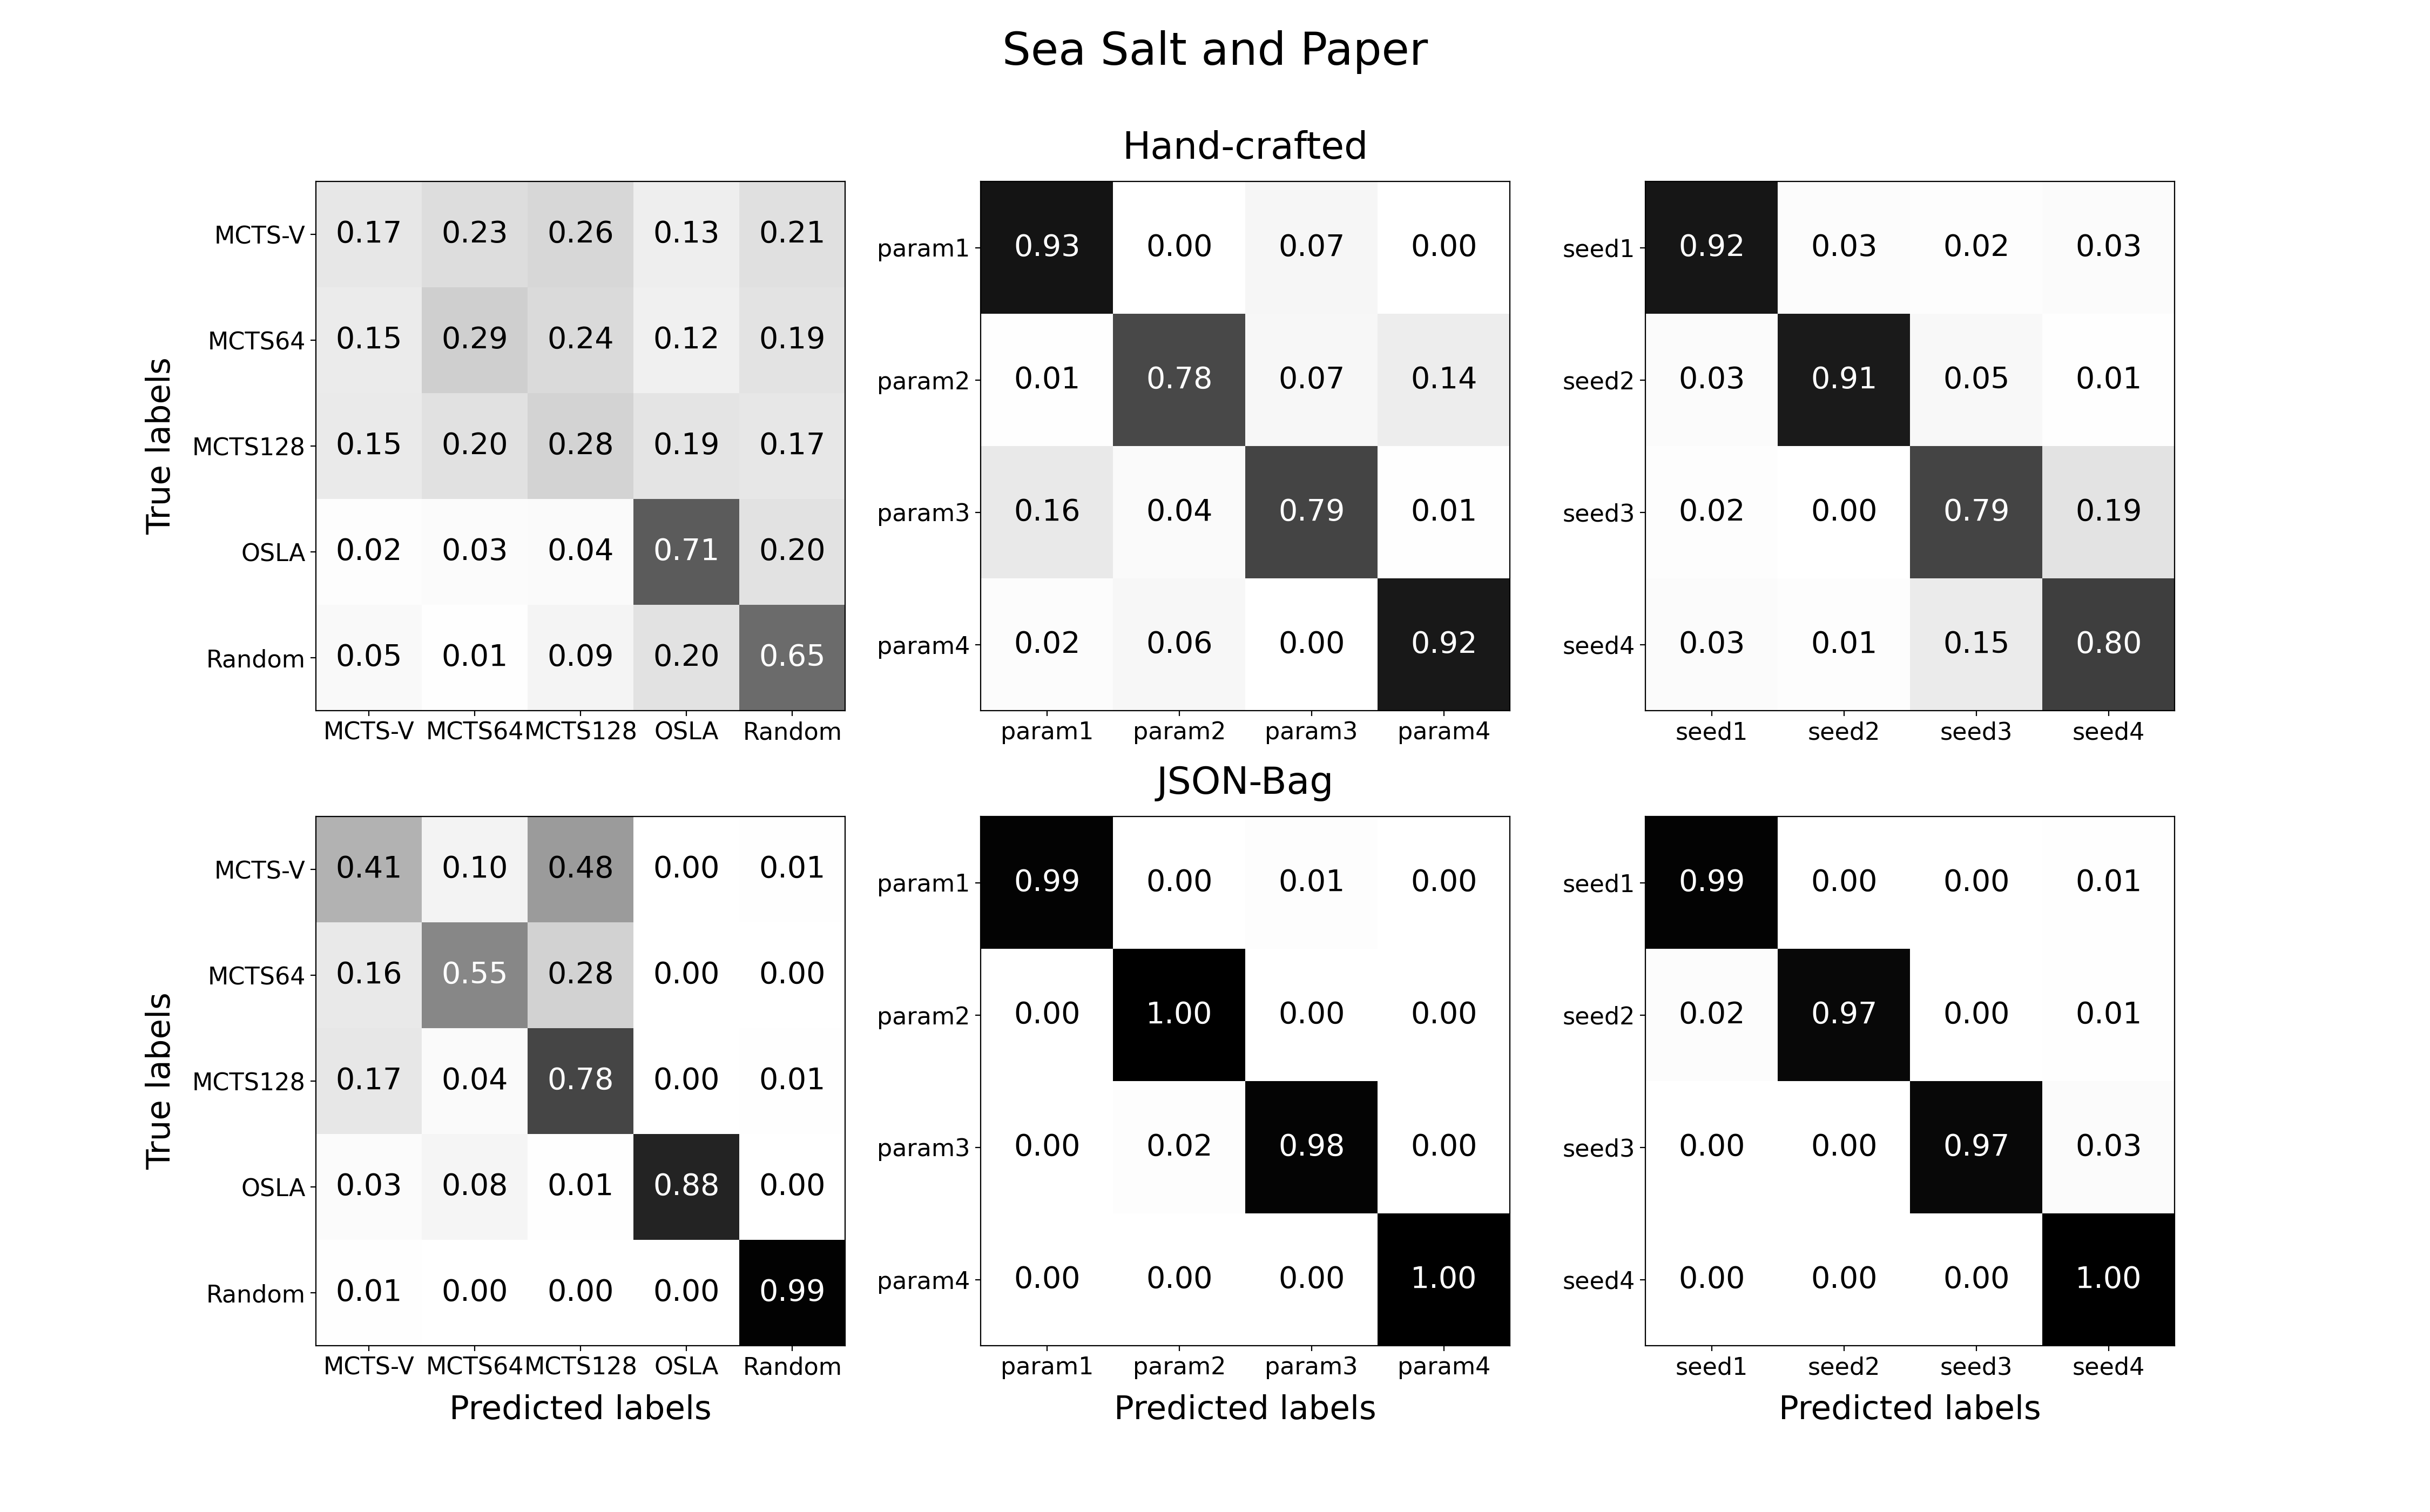 Sea Salt and Paper
Hand-crafted
True labels
MCTS-V 0.17 0.23 0.26 0.13 0.21
MCTS64 0.15 0.29 0.24 0.12 0.19
MCTS128 0.15 0.20 0.28 0.19 0.17
OSLA 0.02 0.03 0.04 0.71 0.20
Random 0.05 0.01 0.09 0.20 0.65
MCTS-V MCTS64 MCTS128 OSLA Random
param1 0.93 0.00 0.07 0.00
param2 0.01 0.78 0.07 0.14
param3 0.16 0.04 0.79 0.01
param4 0.02 0.06 0.00 0.92
param1 param2 param3 param4
seed1 0.92 0.03 0.02 0.03
seed2 0.03 0.91 0.05 0.01
seed3 0.02 0.00 0.79 0.19
seed4 0.03 0.01 0.15 0.80
seed1 seed2 seed3 seed4
JSON-Bag
True labels
MCTS-V 0.41 0.10 0.48 0.00 0.01
MCTS64 0.16 0.55 0.28 0.00 0.00
MCTS128 0.17 0.04 0.78 0.00 0.01
OSLA 0.03 0.08 0.01 0.88 0.00
Random 0.01 0.00 0.00 0.00 0.99
MCTS-V MCTS64 MCTS128 OSLA Random
Predicted labels
param1 0.99 0.00 0.01 0.00
param2 0.00 1.00 0.00 0.00
param3 0.00 0.02 0.98 0.00
param4 0.00 0.00 0.00 1.00
param1 param2 param3 param4
Predicted labels
seed1 0.99 0.00 0.00 0.01
seed2 0.02 0.97 0.00 0.01
seed3 0.00 0.00 0.97 0.03
seed4 0.00 0.00 0.00 1.00
seed1 seed2 seed3 seed4
Predicted labels